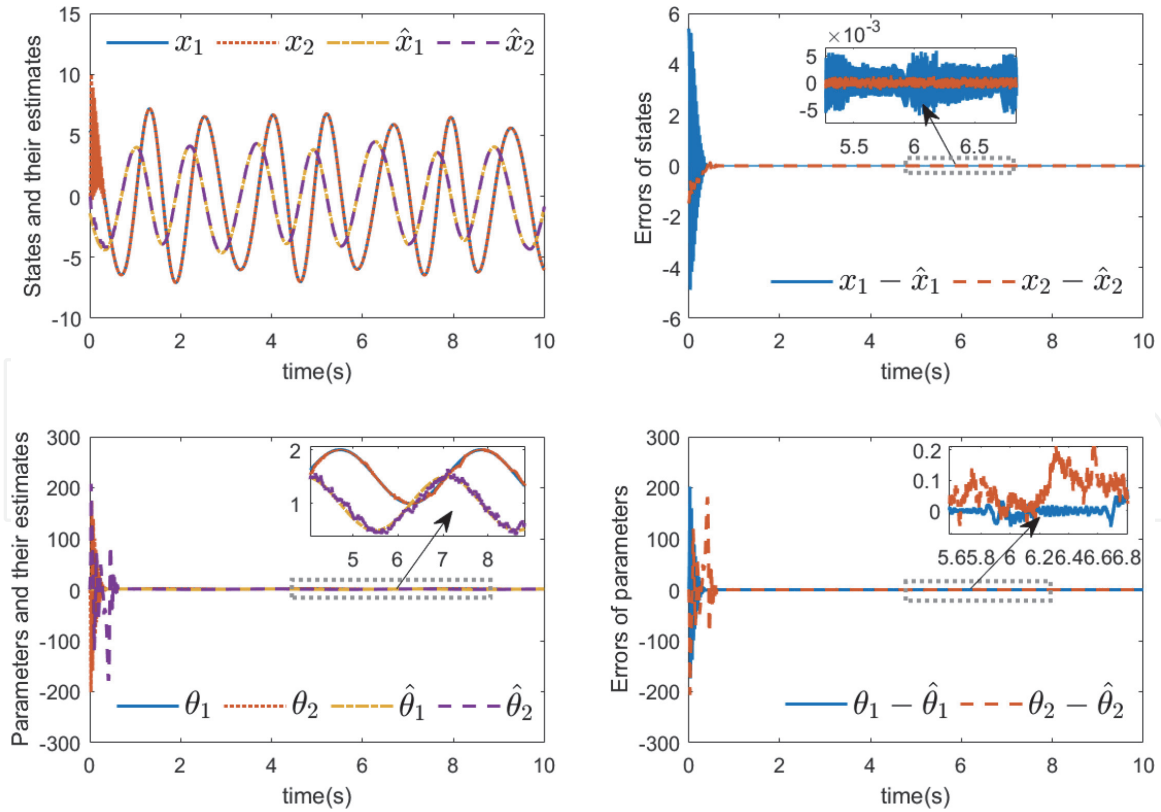 States and their estimates
15
10
5
0
-5
-10
x₁ x₂ x̂₁ x̂₂
0 2 4 6 8 10
time(s)
Errors of states
6
4
2
0
-2
-4
-6
×10⁻³
5
0
-5
5.5 6 6.5
x₁ − x̂₁ x₂ − x̂₂
0 2 4 6 8 10
time(s)
Parameters and their estimates
300
200
100
0
-100
-200
-300
2
1
5 6 7 8
θ₁ θ₂ θ̂₁ θ̂₂
0 2 4 6 8 10
time(s)
Errors of parameters
300
200
100
0
-100
-200
-300
0.2
0.1
0
5.65.8 6 6.26.46.66.8
θ₁ − θ̂₁ θ₂ − θ̂₂
0 2 4 6 8 10
time(s)